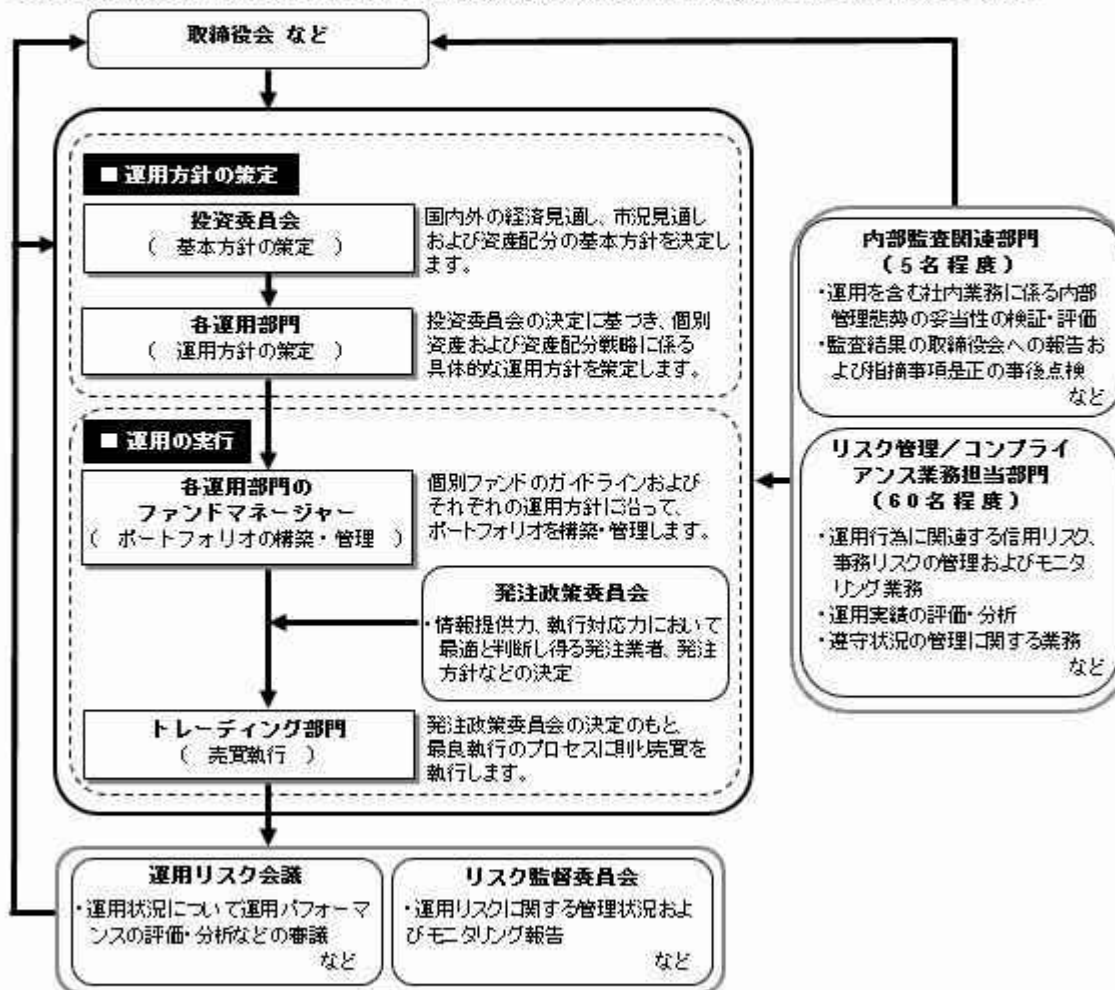 取締役会 など
■ 運用方針の策定
投資委員会
( 基本方針の策定 )
国内外の経済見通し、市況見通し
および資産配分の基本方針を決定し
ます。
各運用部門
( 運用方針の策定 )
投資委員会の決定に基づき、個別
資産および資産配分戦略に係る
具体的な運用方針を策定します。
■ 運用の実行
各運用部門の
ファンドマネージャー
( ポートフォリオの構築・管理 )
個別ファンドのガイドラインおよび
それぞれの運用方針に沿って、
ポートフォリオを構築・管理します。
発注政策委員会
・情報提供力、執行対応力において
最適と判断し得る発注業者、発注
方針などの決定
トレーディング部門
( 売買執行 )
発注政策委員会の決定のもと、
最良執行のプロセスに則り売買を
執行します。
内部監査関連部門
(5名程度)
・運用を含む社内業務に係る内部
管理態勢の妥当性の検証・評価
・監査結果の取締役会への報告お
よび指摘事項是正の事後点検
など
リスク管理/コンプライ
アンス業務担当部門
(60名程度)
・運用行為に関連する信用リスク、
事務リスクの管理およびモニタ
リング業務
・運用実績の評価・分析
・遵守状況の管理に関する業務
など
運用リスク会議
・運用状況について運用パフォーマ
ンスの評価・分析などの審議
など
リスク監督委員会
・運用リスクに関する管理状況およ
びモニタリング報告
など